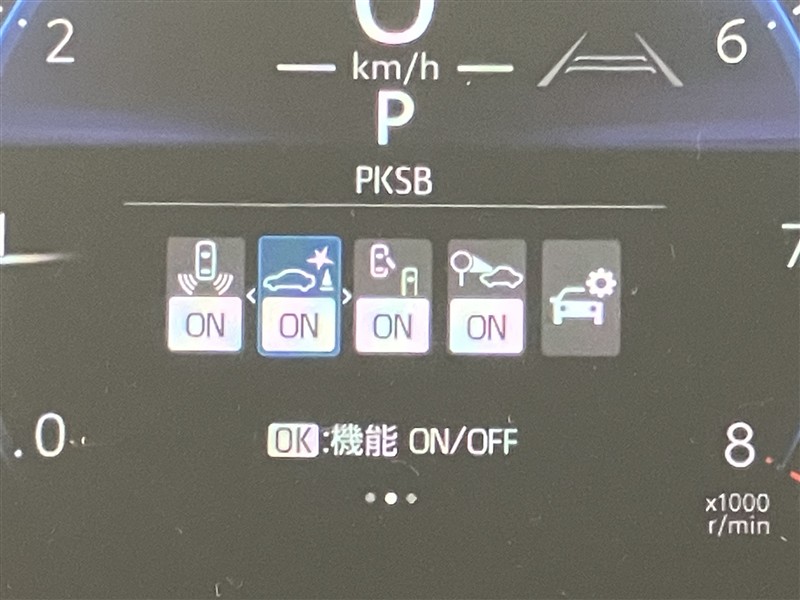 0
2
6
km/h
P
PKSB
1
7
ON
ON
ON
ON
OK:機能 ON/OFF
.0
8
x1000
r/min